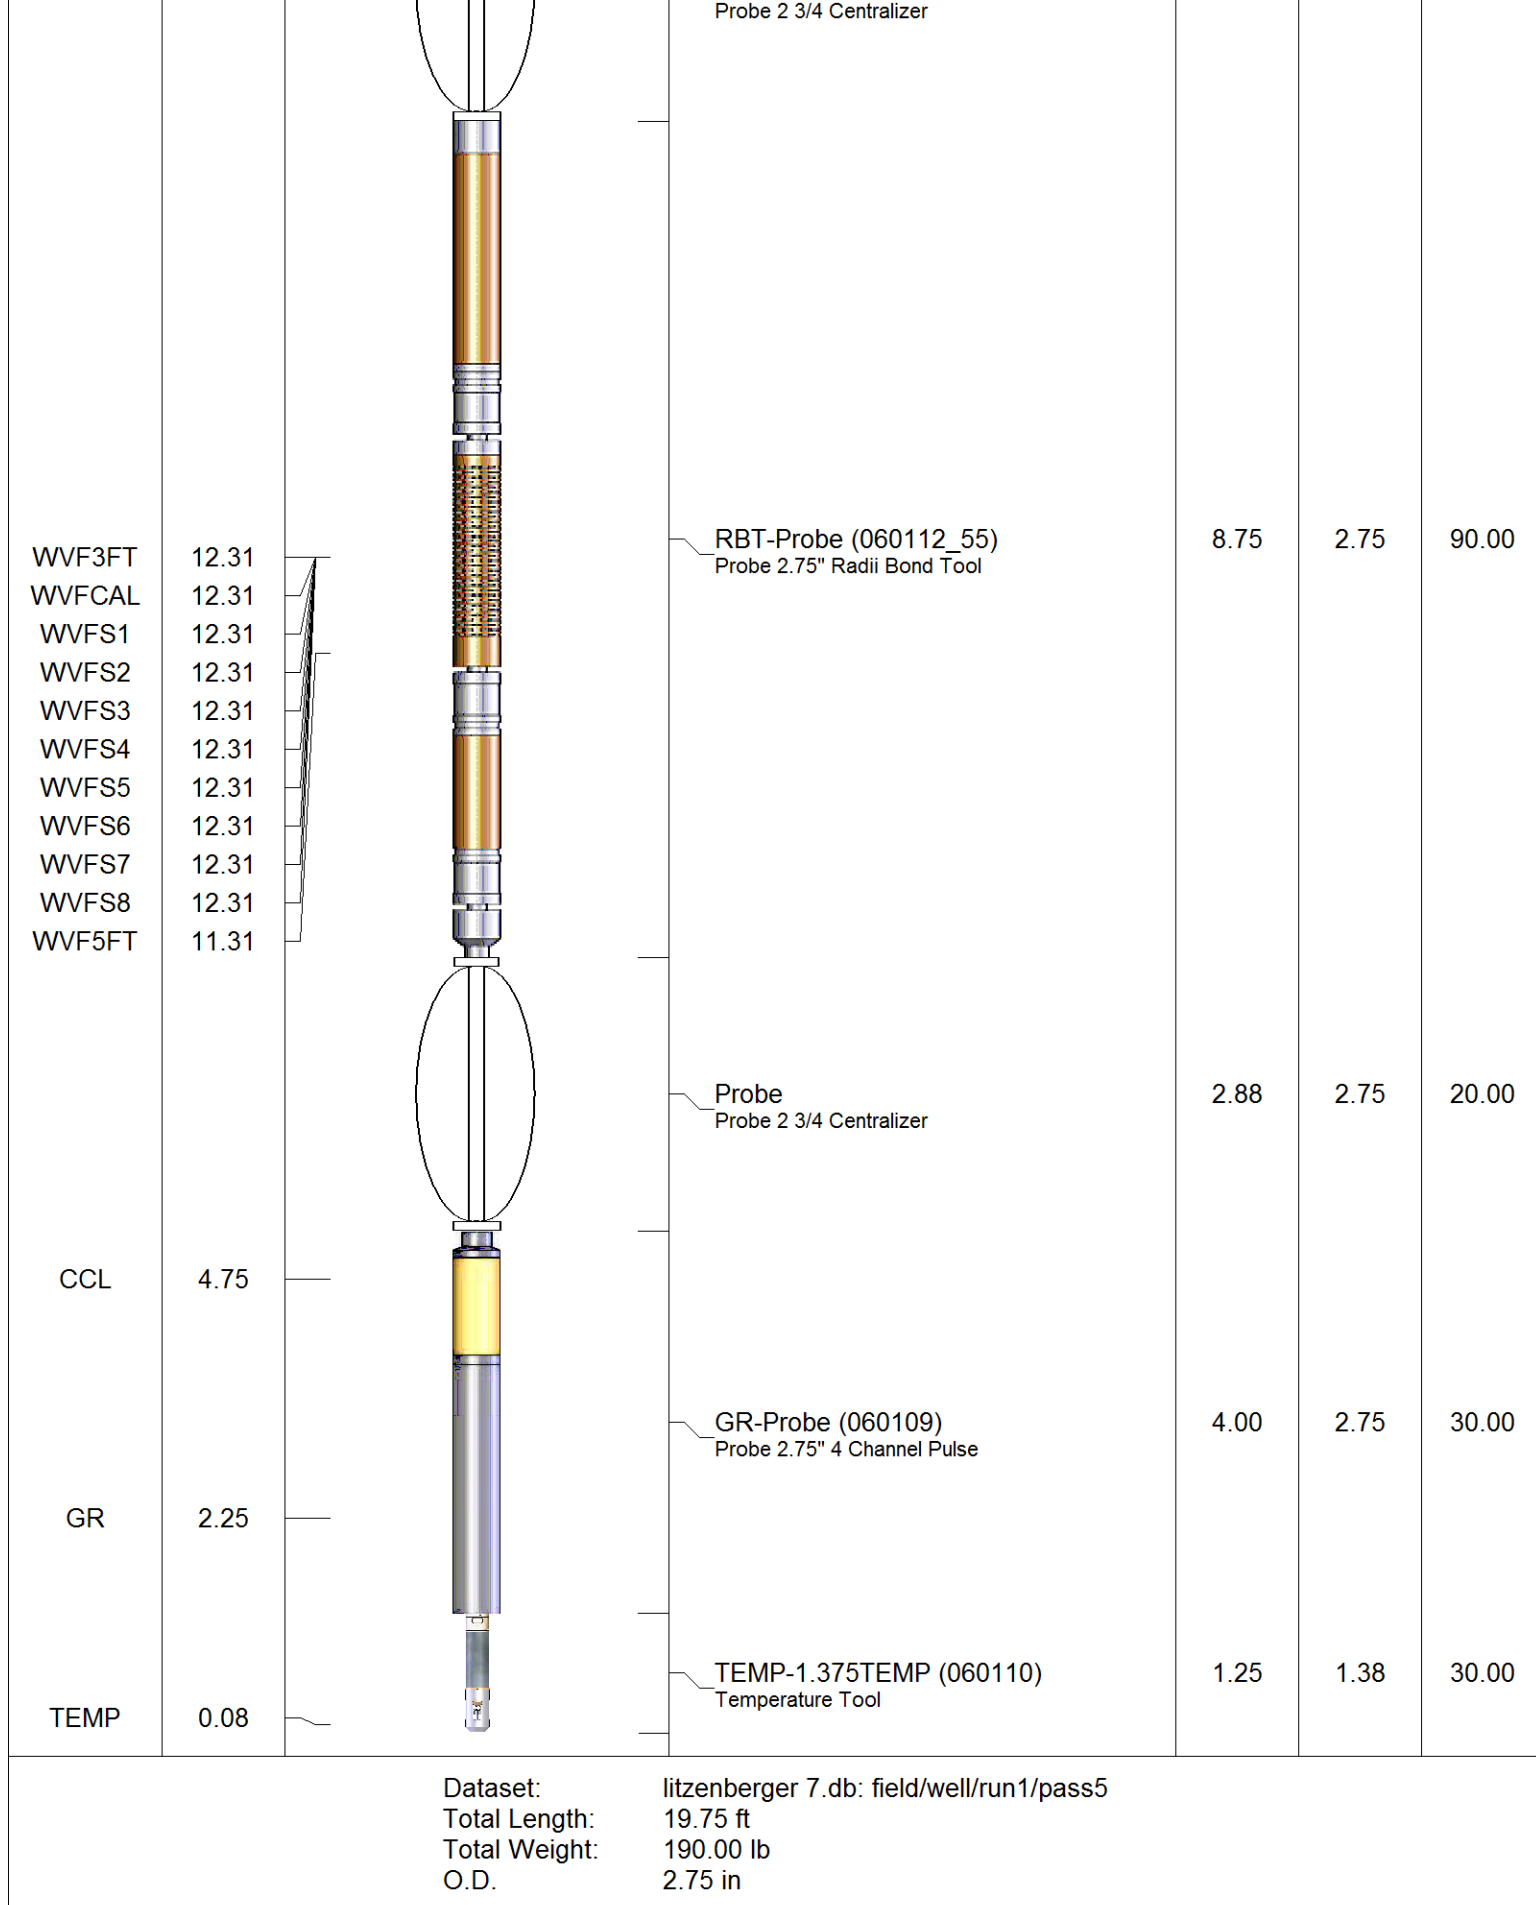 Probe 2 3/4 Centralizer
RBT-Probe (060112_55) 8.75 2.75 90.00
WVF3FT 12.31
Probe 2.75" Radii Bond Tool
WVFCAL 12.31
WVFS1 12.31
WVFS2 12.31
WVFS3 12.31
WVFS4 12.31
WVFS5 12.31
WVFS6 12.31
WVFS7 12.31
WVFS8 12.31
WVF5FT 11.31
Probe 2.88 2.75 20.00
Probe 2 3/4 Centralizer
CCL 4.75
GR-Probe (060109) 4.00 2.75 30.00
Probe 2.75" 4 Channel Pulse
GR 2.25
TEMP-1.375TEMP (060110) 1.25 1.38 30.00
Temperature Tool
TEMP 0.08
Dataset: litzenberger 7.db: field/well/run1/pass5
Total Length: 19.75 ft
Total Weight: 190.00 lb
O.D. 2.75 in